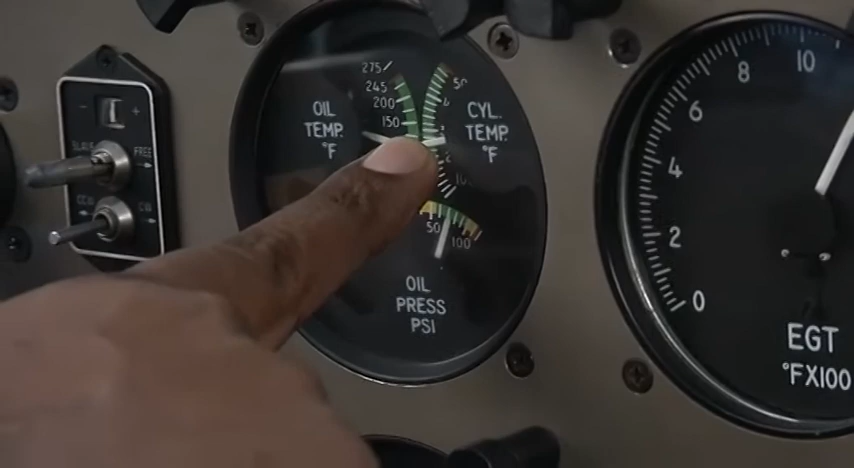 SLAVE
FREE
+
CCW
CW
OIL
TEMP.
°F
275
245
200
150
CYL.
TEMP
°F
50
50
100
OIL
PRESS
PSI
10
8
6
4
2
0
EGT
°FX100